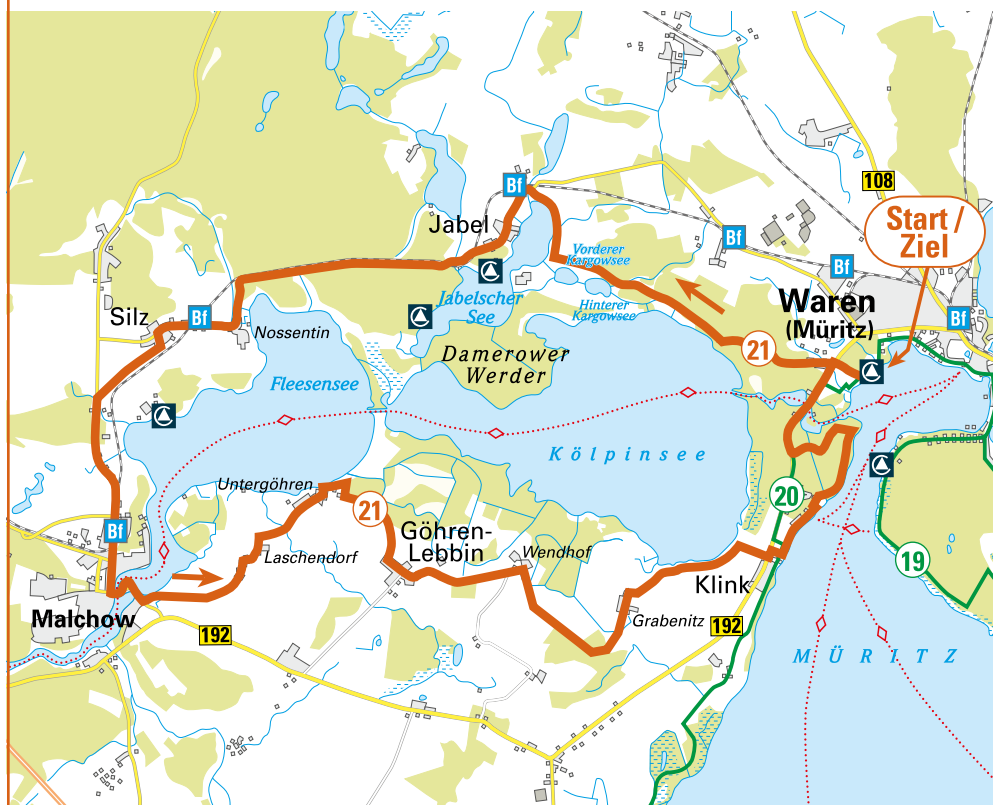 Bf
108
Start /
Ziel
Jabel
Bf
Vorderer
Kargowsee
Bf
Jabelscher
See
Hinterer
Kargowsee
Waren
(Müritz)
Bf
Silz
Bf
Nossentin
21
Damerower
Werder
Fleesensee
Kölpinsee
Untergöhren
20
21
Göhren-
Lebbin
Bf
Wendhof
Laschendorf
19
Klink
Malchow
Grabenitz
192
192
MÜRITZ